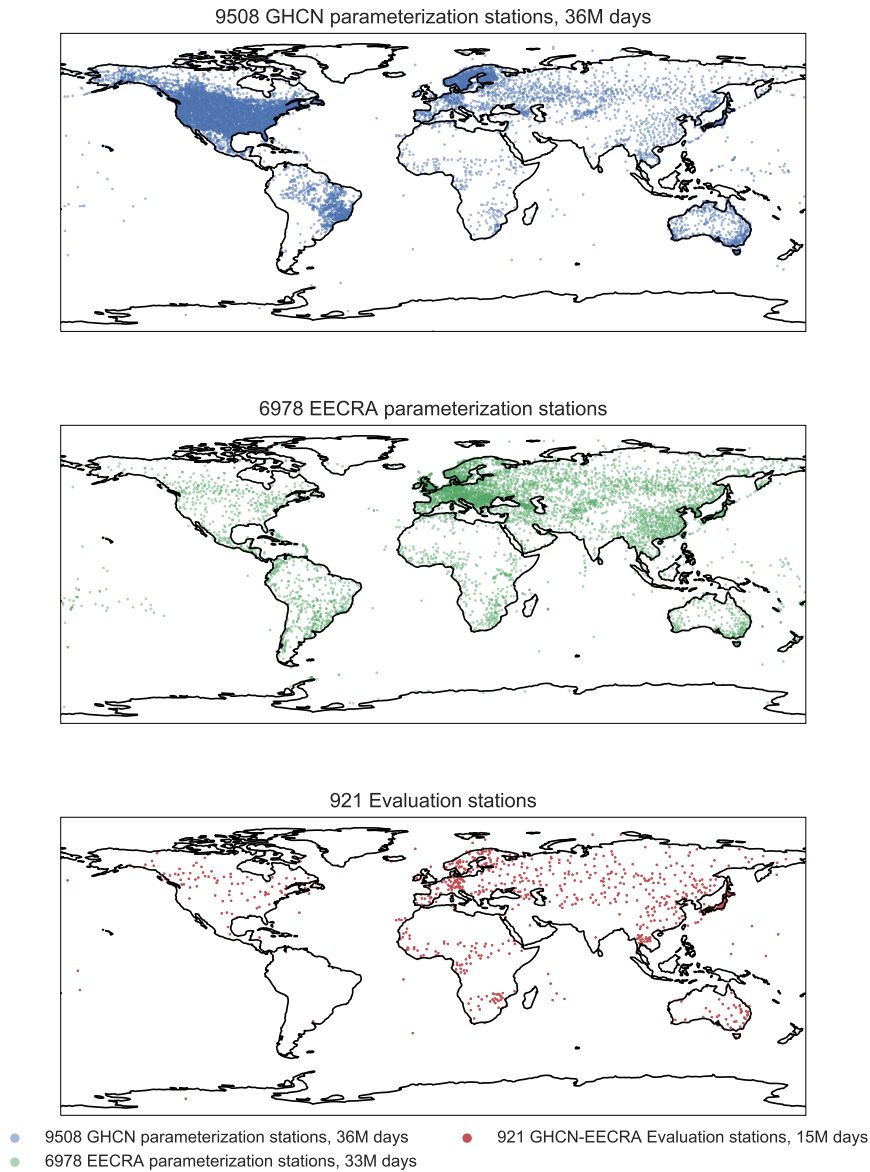 9508 GHCN parameterization stations, 36M days
6978 EECRA parameterization stations
921 Evaluation stations
9508 GHCN parameterization stations, 36M days
6978 EECRA parameterization stations, 33M days
921 GHCN-EECRA Evaluation stations, 15M days